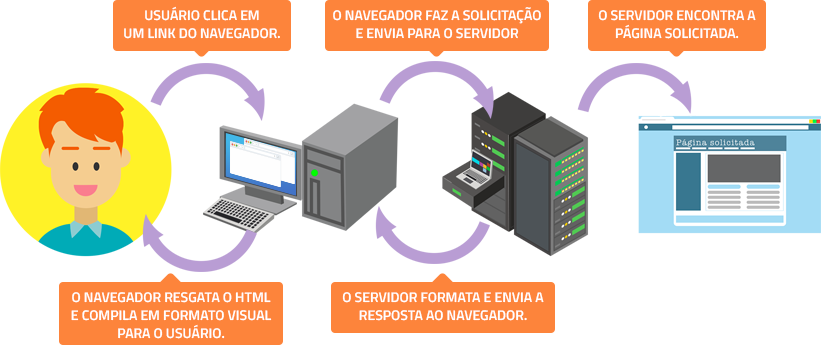 USUÁRIO CLICA EM
UM LINK DO NAVEGADOR.
O NAVEGADOR FAZ A SOLICITAÇÃO
E ENVIA PARA O SERVIDOR
O SERVIDOR ENCONTRA A
PÁGINA SOLICITADA.
Página solicitada
O NAVEGADOR RESGATA O HTML
E COMPILA EM FORMATO VISUAL
PARA O USUÁRIO.
O SERVIDOR FORMATA E ENVIA A
RESPOSTA AO NAVEGADOR.